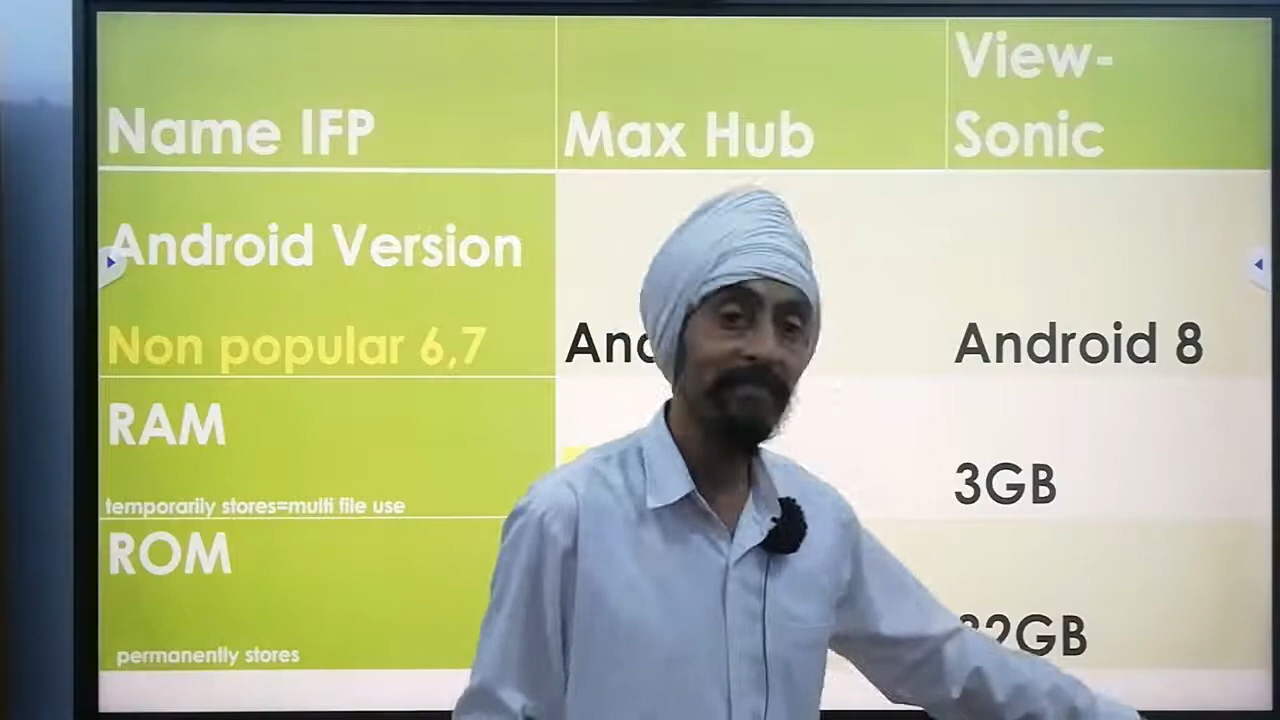 Name IFP
Max Hub
View-
Sonic
Android Version
Non popular 6,7
Android 8
RAM
temporarily stores=multi file use
3GB
ROM
permanently stores